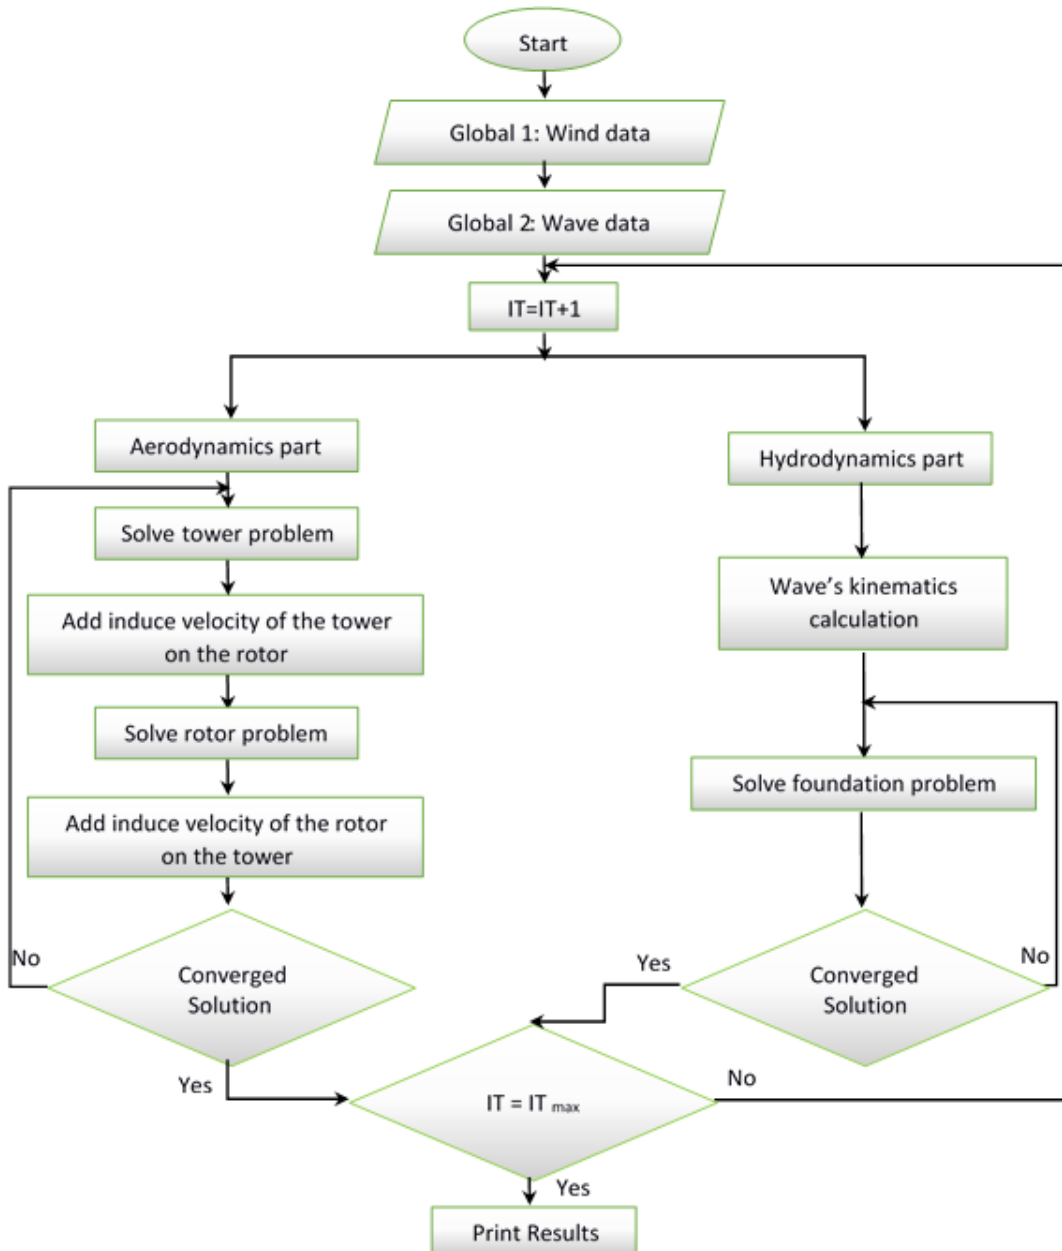 Start
Global 1: Wind data
Global 2: Wave data
IT=IT+1
Aerodynamics part
Solve tower problem
Add induce velocity of the tower
on the rotor
Solve rotor problem
Add induce velocity of the rotor
on the tower
No
Converged
Solution
Yes
Hydrodynamics part
Wave’s kinematics
calculation
Solve foundation problem
Converged
Solution
No
Yes
IT = IT max
No
Yes
Print Results